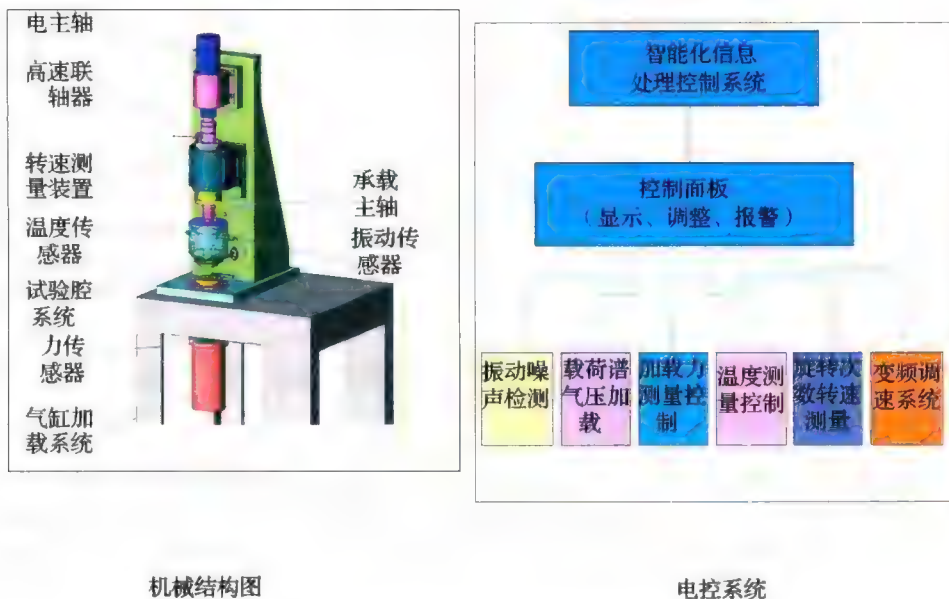 电主轴
高速联
轴器
转速测
量装置
温度传
感器
试验腔
系统
力传
感器
气缸加
载系统
承载
主轴
振动传
感器
机械结构图
智能化信息
处理控制系统
控制面板
（显示、调整、报警）
振动噪
声检测
载荷谱
气压加
载
加载力
测量控
制
温度测
量控制
旋转次
数转速
测量
变频调
速系统
电控系统